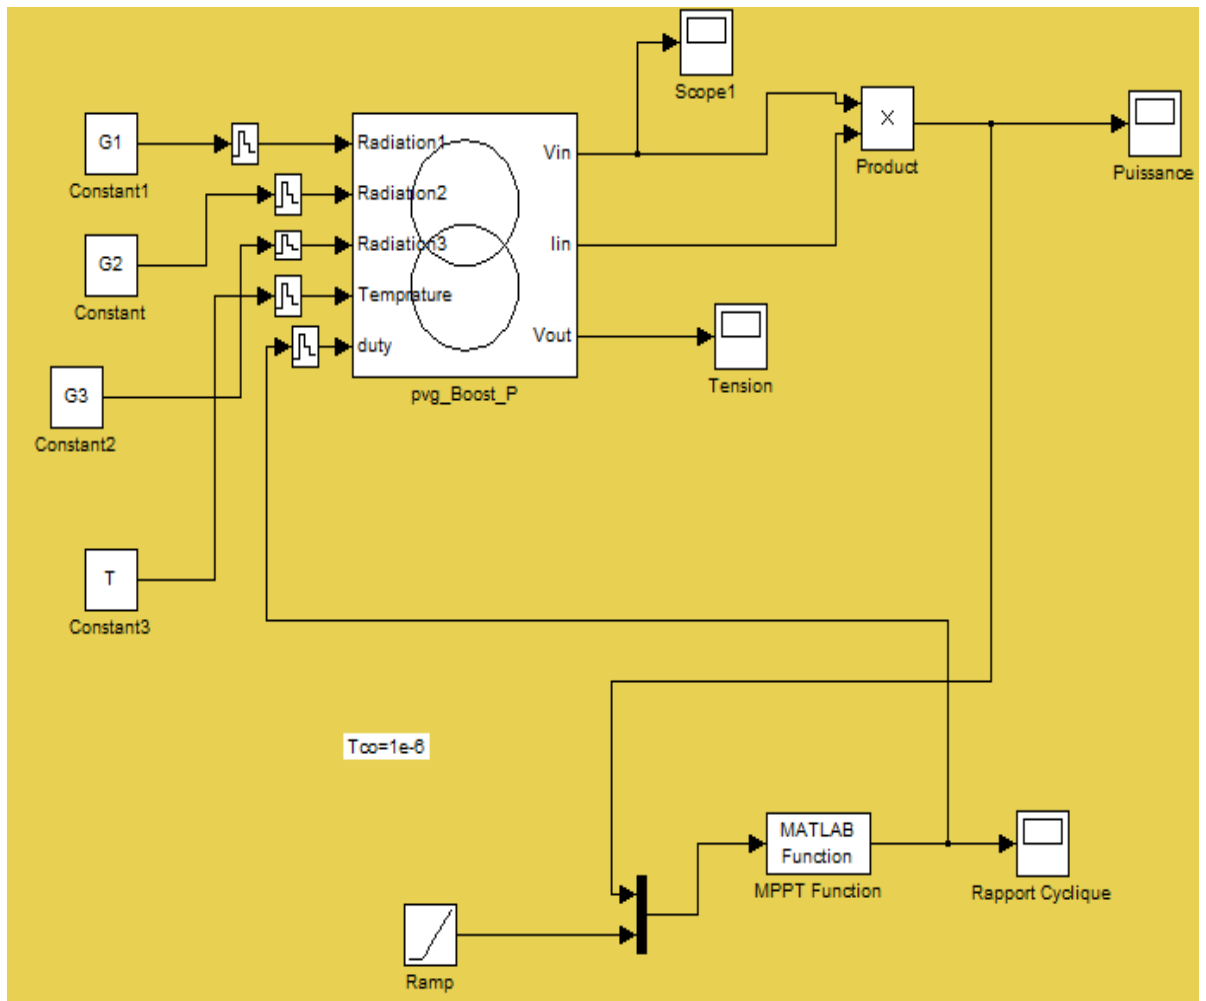 Scope1
G1
Constant1
Radiation1
Vin
X
Product
Puissance
Radiation2
G2
Constant
Radiation3
Iin
Temprature
duty
Vout
Tension
pvg_Boost_P
G3
Constant2
T
Constant3
Tco=1e-6
MATLAB
Function
MPPT Function
Rapport Cyclique
Ramp